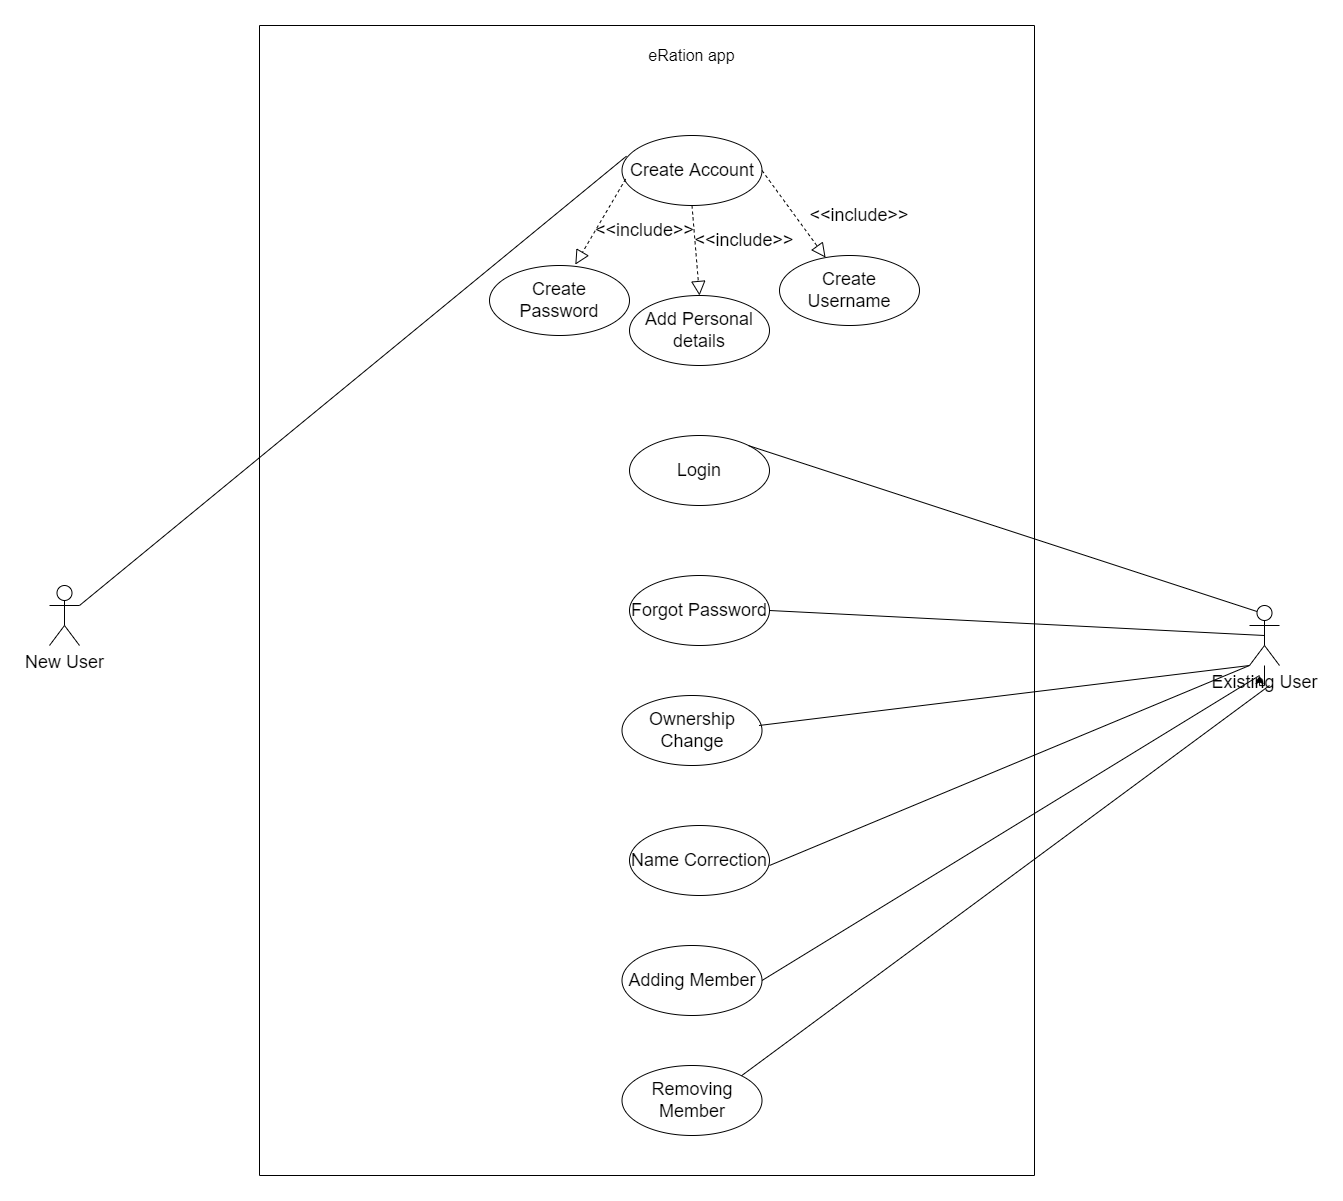 eRation app
Create Account
<<include>>
<<include>>
<<include>>
Create
Password
Add Personal
details
Create
Username
Login
Forgot Password
New User
Existing User
Ownership
Change
Name Correction
Adding Member
Removing
Member